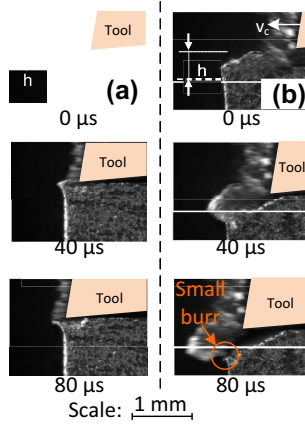 Tool
h
(a)
0 µs
Tool
40 µs
Tool
80 µs
v_c
h
(b)
0 µs
Tool
40 µs
Small
burr
Tool
80 µs
Scale: 1 mm